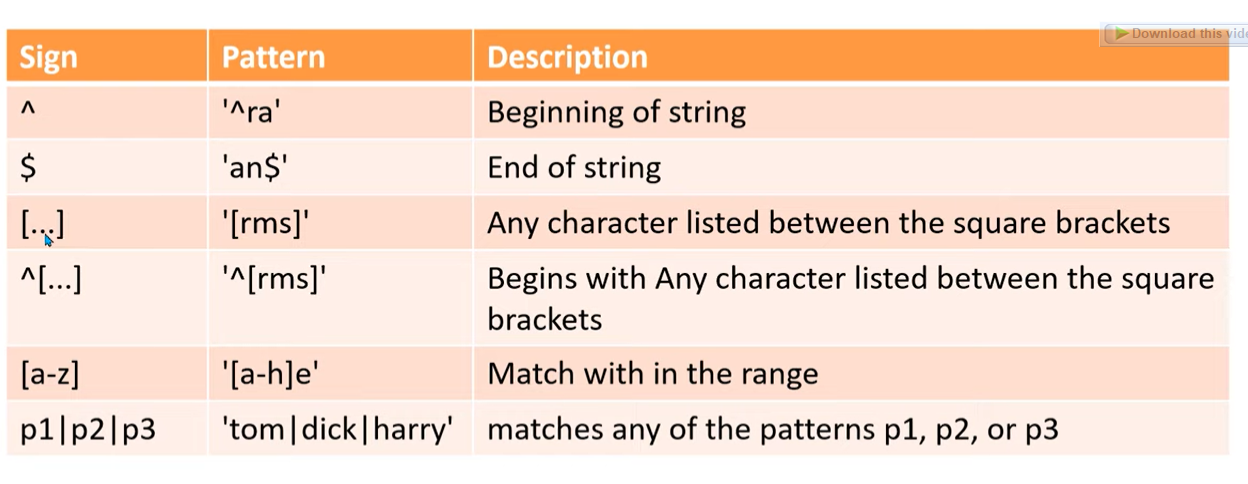 Download this vide
Sign Pattern Description
^ '^ra' Beginning of string
$ 'an$' End of string
[...] '[rms]' Any character listed between the square brackets
^[...] '^[rms]' Begins with Any character listed between the square
brackets
[a-z] '[a-h]e' Match with in the range
p1|p2|p3 'tom|dick|harry' matches any of the patterns p1, p2, or p3